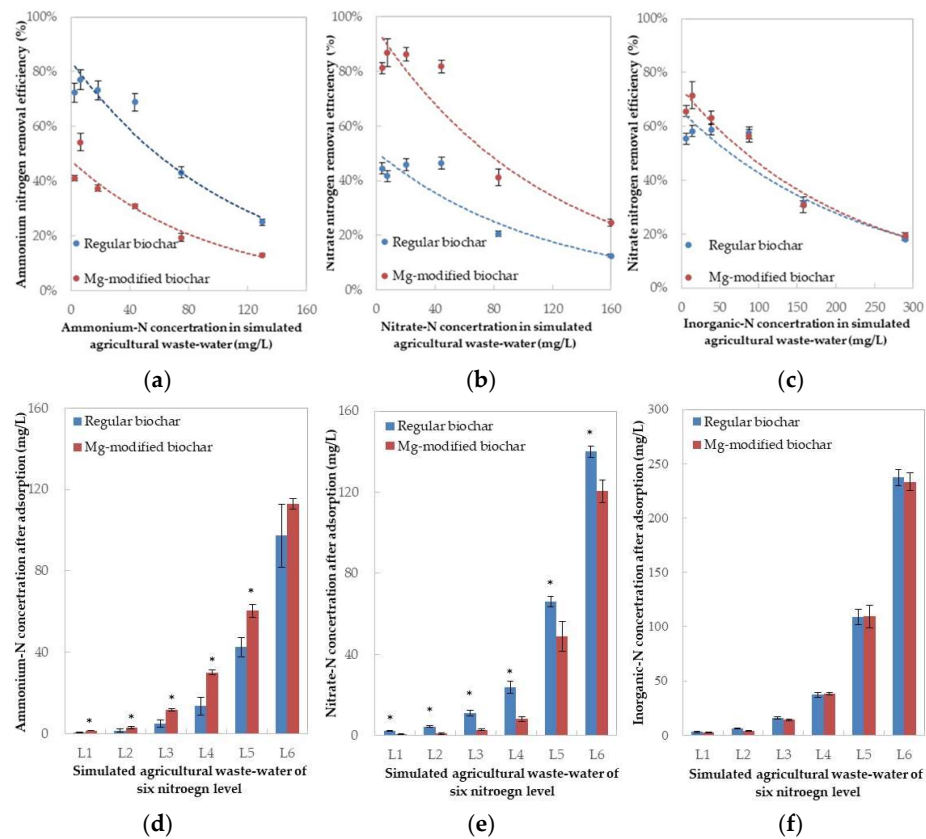 100%
80%
60%
40%
20%
0%
Ammonium nitrogen removal efficiency (%)
Regular biochar
Mg-modified biochar
0 40 80 120 160
Ammonium-N concertration in simulated
agricultural waste-water (mg/L)
(a)
100%
80%
60%
40%
20%
0%
Nitrate nitrogen removal efficiency (%)
Regular biochar
Mg-modified biochar
0 40 80 120 160
Nitrate-N concertration in simulated
agricultural waste-water (mg/L)
(b)
100%
80%
60%
40%
20%
0%
Nitrate nitrogen removal efficiency (%)
Regular biochar
Mg-modified biochar
0 50 100 150 200 250 300
Inorganic-N concertration in simulated
agricultural waste-water (mg/L)
(c)
160
120
80
40
0
Ammonium-N concertration after adsorption (mg/L)
Regular biochar
Mg-modified biochar
* * * * *
L1 L2 L3 L4 L5 L6
Simulated agricultural waste-water of
six nitroegn level
(d)
160
120
80
40
0
Nitrate-N concertration after adsorption (mg/L)
Regular biochar
Mg-modified biochar
* * * * * *
L1 L2 L3 L4 L5 L6
Simulated agricultural waste-water of
six nitroegn level
(e)
300
250
200
150
100
50
0
Inorganic-N concertration after adsorption (mg/L)
Regular biochar
Mg-modified biochar
L1 L2 L3 L4 L5 L6
Simulated agricultural waste-water of
six nitroegn level
(f)